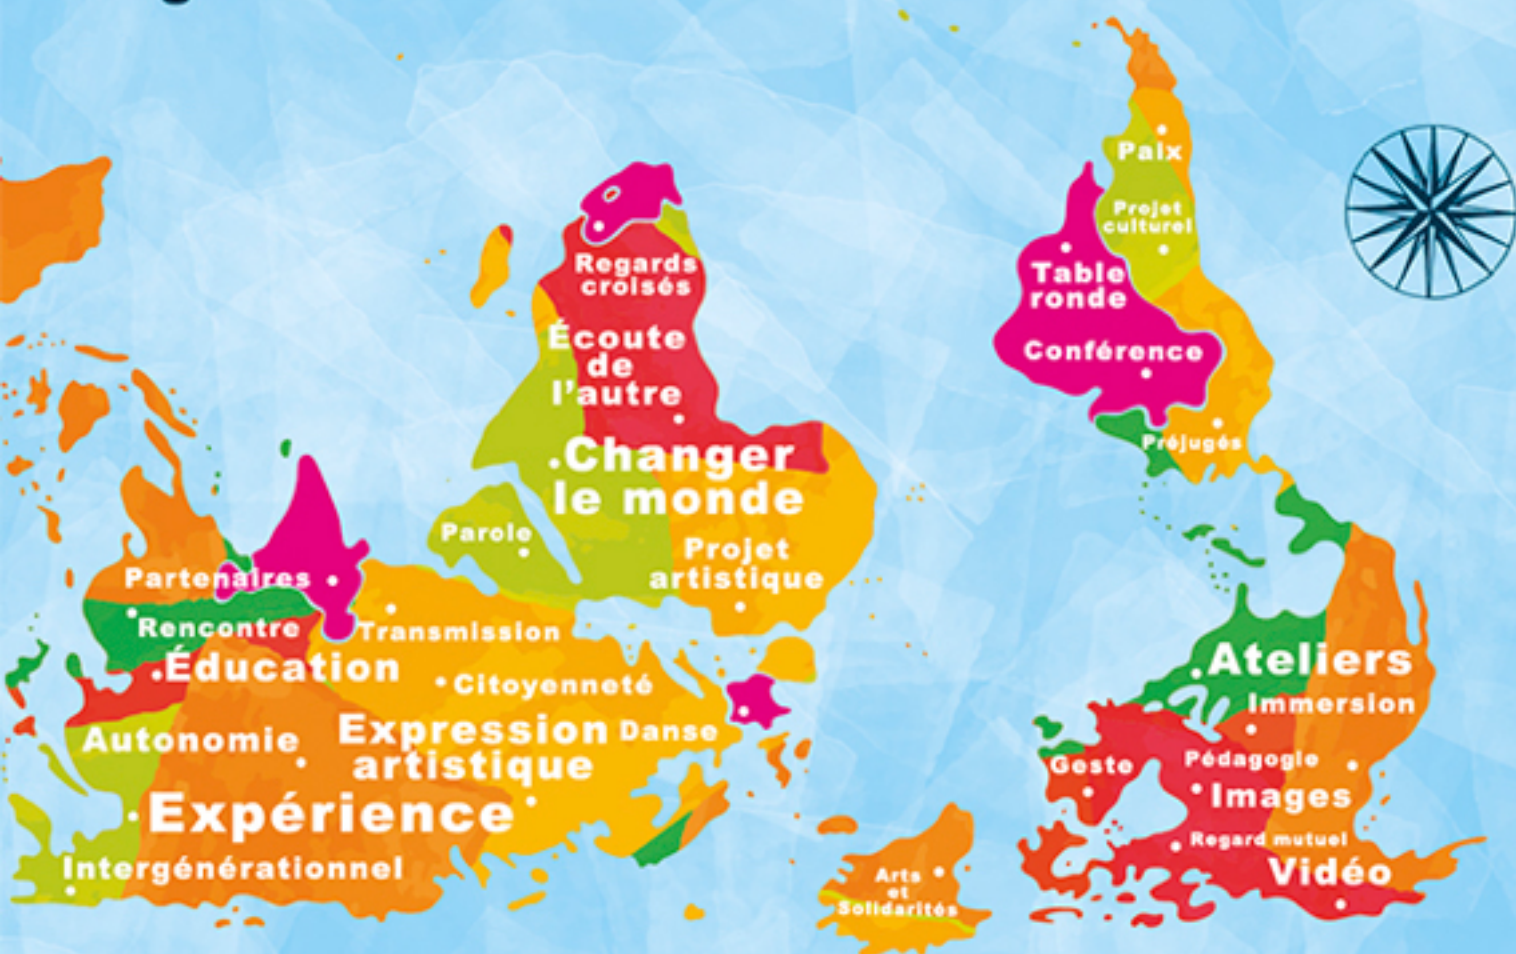 Paix
Projet
culturel
Table
ronde
Conférence
Préjugés
Regards
croisés
Écoute
de
l'autre
Changer
le monde
Parole
Projet
artistique
Partenaires
Rencontre
Transmission
Éducation
Citoyenneté
Autonomie
Expression
artistique
Danse
Expérience
Intergénérationnel
Arts
et
Solidarités
Ateliers
Immersion
Geste
Pédagogie
Images
Regard mutuel
Vidéo